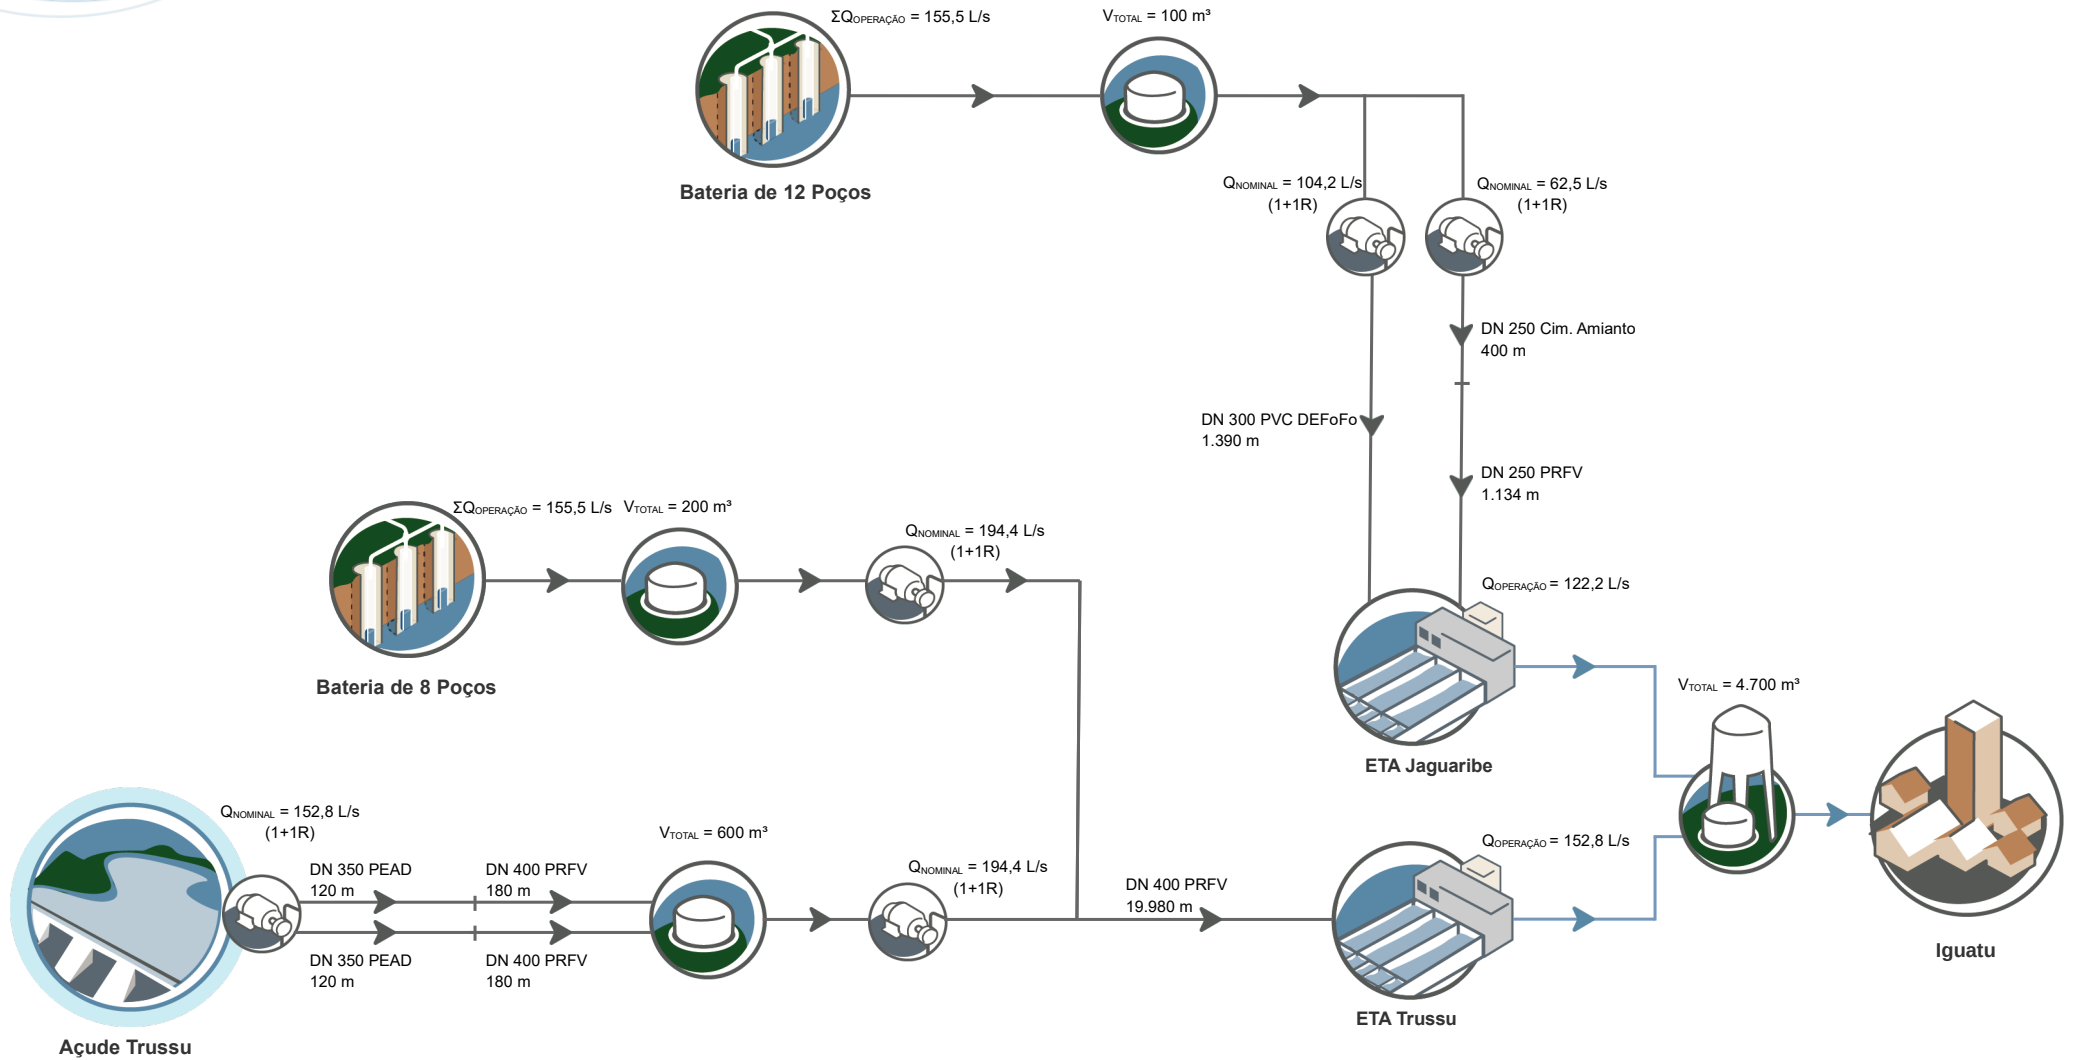 ΣQOPERAÇÃO = 155,5 L/s
VTOTAL = 100 m³
Bateria de 12 Poços
QNOMINAL = 104,2 L/s
(1+1R)
QNOMINAL = 62,5 L/s
(1+1R)
DN 250 Cim. Amianto
400 m
DN 300 PVC DEFoFo
1.390 m
DN 250 PRFV
1.134 m
ΣQOPERAÇÃO = 155,5 L/s
VTOTAL = 200 m³
QNOMINAL = 194,4 L/s
(1+1R)
Bateria de 8 Poços
QOPERAÇÃO = 122,2 L/s
ETA Jaguaribe
VTOTAL = 4.700 m³
QNOMINAL = 152,8 L/s
(1+1R)
DN 350 PEAD
120 m
DN 400 PRFV
180 m
DN 350 PEAD
120 m
DN 400 PRFV
180 m
VTOTAL = 600 m³
QNOMINAL = 194,4 L/s
(1+1R)
DN 400 PRFV
19.980 m
QOPERAÇÃO = 152,8 L/s
ETA Trussu
Iguatu
Açude Trussu